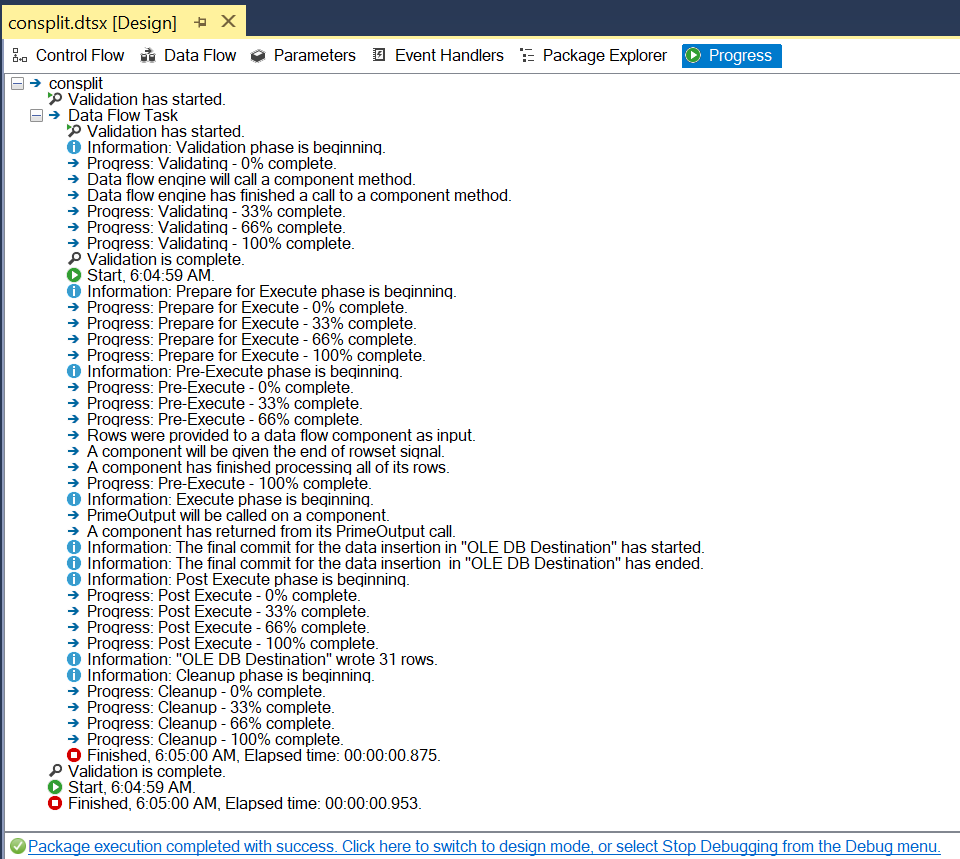 consplit.dtsx [Design]
Control Flow Data Flow Parameters Event Handlers Package Explorer Progress
consplit
Validation has started.
Data Flow Task
Validation has started.
Information: Validation phase is beginning.
Progress: Validating - 0% complete.
Data flow engine will call a component method.
Data flow engine has finished a call to a component method.
Progress: Validating - 33% complete.
Progress: Validating - 66% complete.
Progress: Validating - 100% complete.
Validation is complete.
Start, 6:04:59 AM.
Information: Prepare for Execute phase is beginning.
Progress: Prepare for Execute - 0% complete.
Progress: Prepare for Execute - 33% complete.
Progress: Prepare for Execute - 66% complete.
Progress: Prepare for Execute - 100% complete.
Information: Pre-Execute phase is beginning.
Progress: Pre-Execute - 0% complete.
Progress: Pre-Execute - 33% complete.
Progress: Pre-Execute - 66% complete.
Rows were provided to a data flow component as input.
A component will be given the end of rowset signal.
A component has finished processing all of its rows.
Progress: Pre-Execute - 100% complete.
Information: Execute phase is beginning.
PrimeOutput will be called on a component.
A component has returned from its PrimeOutput call.
Information: The final commit for the data insertion in "OLE DB Destination" has started.
Information: The final commit for the data insertion  in "OLE DB Destination" has ended.
Information: Post Execute phase is beginning.
Progress: Post Execute - 0% complete.
Progress: Post Execute - 33% complete.
Progress: Post Execute - 66% complete.
Progress: Post Execute - 100% complete.
Information: "OLE DB Destination" wrote 31 rows.
Information: Cleanup phase is beginning.
Progress: Cleanup - 0% complete.
Progress: Cleanup - 33% complete.
Progress: Cleanup - 66% complete.
Progress: Cleanup - 100% complete.
Finished, 6:05:00 AM, Elapsed time: 00:00:00.875.
Validation is complete.
Start, 6:04:59 AM.
Finished, 6:05:00 AM, Elapsed time: 00:00:00.953.
Package execution completed with success. Click here to switch to design mode, or select Stop Debugging from the Debug menu.